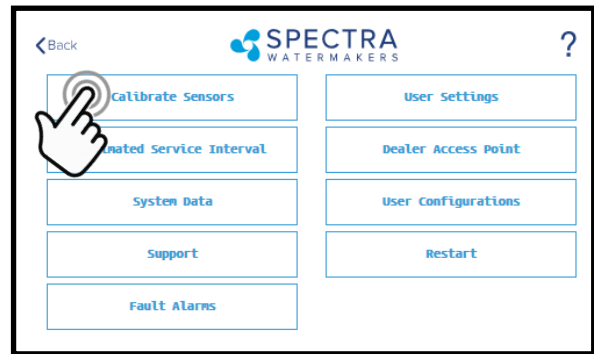 Back
SPECTRA
WATERMAKERS
?
Calibrate Sensors
User Settings
mated Service Interval
Dealer Access Point
System Data
User Configurations
Support
Restart
Fault Alarms